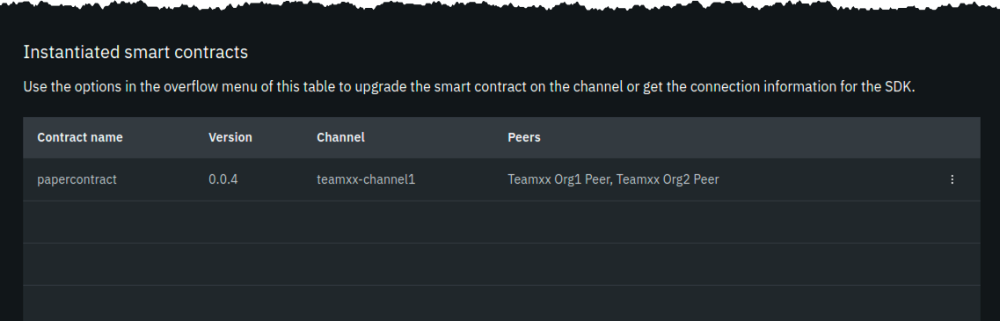 Instantiated smart contracts
Use the options in the overflow menu of this table to upgrade the smart contract on the channel or get the connection information for the SDK.
Contract name Version Channel Peers
papercontract 0.0.4 teamxx-channel1 Teamxx Org1 Peer, Teamxx Org2 Peer